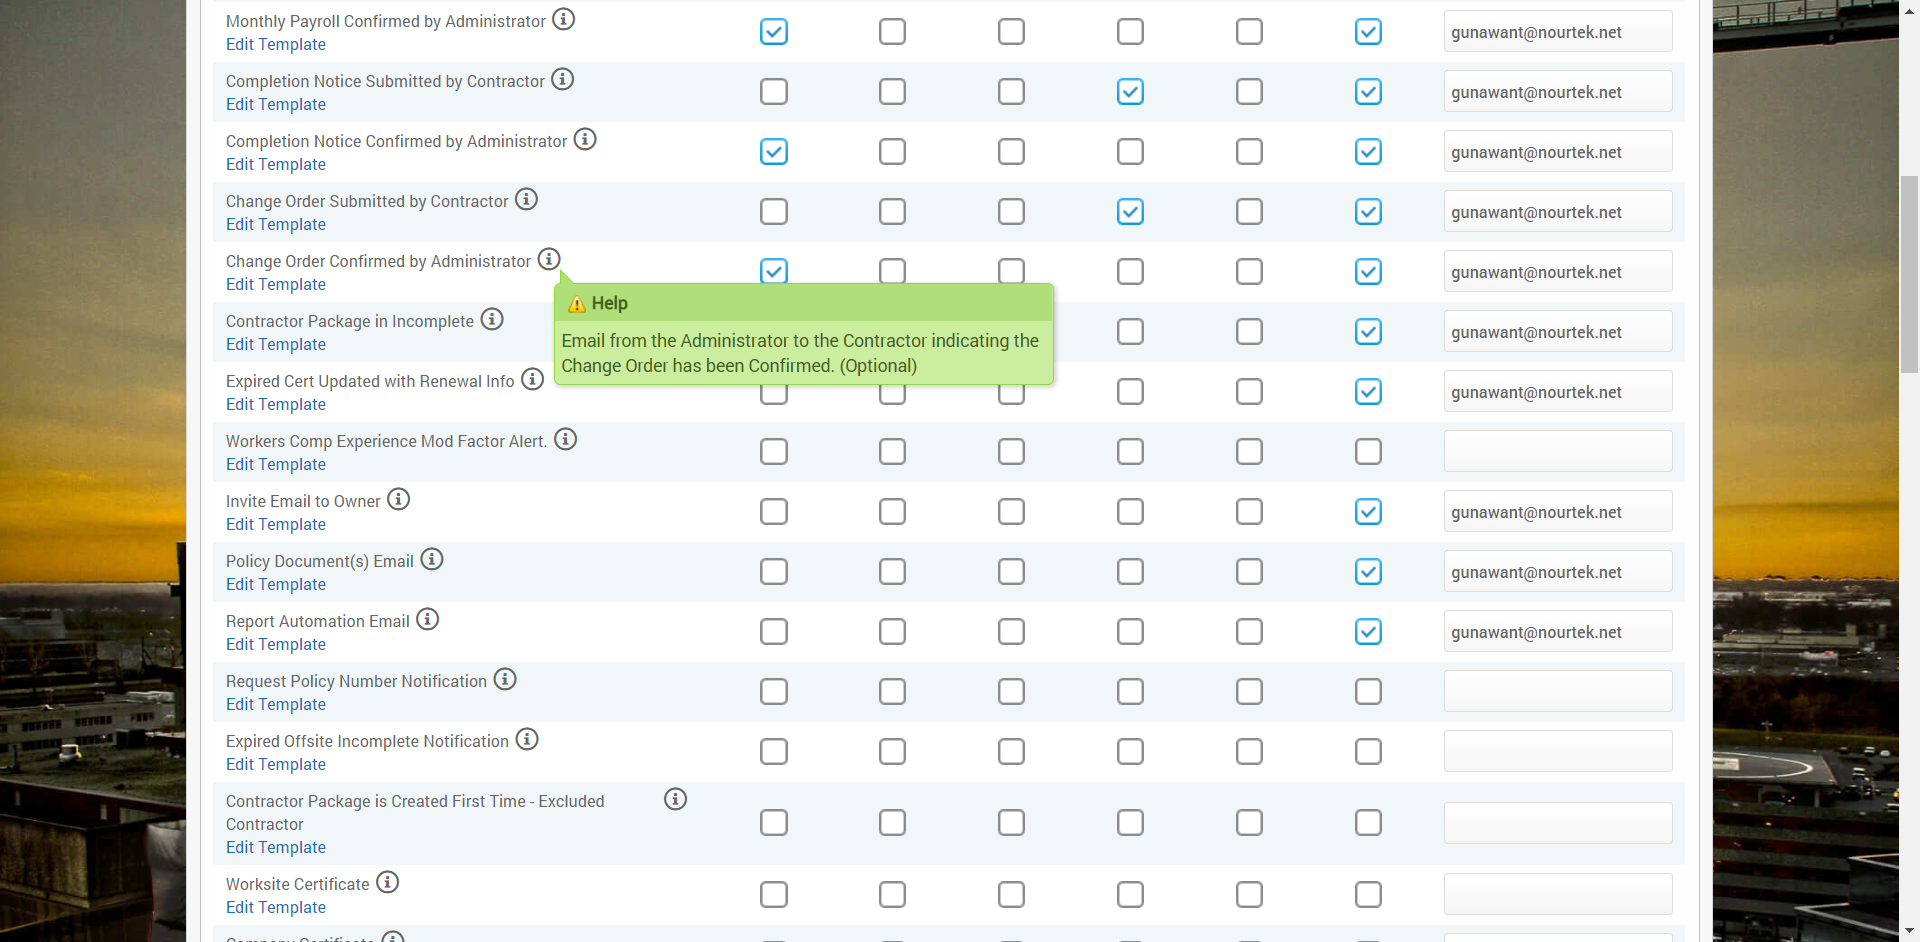 Monthly Payroll Confirmed by Administrator
Edit Template
gunawant@nourtek.net
Completion Notice Submitted by Contractor
Edit Template
gunawant@nourtek.net
Completion Notice Confirmed by Administrator
Edit Template
gunawant@nourtek.net
Change Order Submitted by Contractor
Edit Template
gunawant@nourtek.net
Change Order Confirmed by Administrator
Edit Template
gunawant@nourtek.net
Help
Email from the Administrator to the Contractor indicating the
Change Order has been Confirmed. (Optional)
Contractor Package in Incomplete
Edit Template
gunawant@nourtek.net
Expired Cert Updated with Renewal Info
Edit Template
gunawant@nourtek.net
Workers Comp Experience Mod Factor Alert.
Edit Template
Invite Email to Owner
Edit Template
gunawant@nourtek.net
Policy Document(s) Email
Edit Template
gunawant@nourtek.net
Report Automation Email
Edit Template
gunawant@nourtek.net
Request Policy Number Notification
Edit Template
Expired Offsite Incomplete Notification
Edit Template
Contractor Package is Created First Time - Excluded
Contractor
Edit Template
Worksite Certificate
Edit Template
Company Certificate